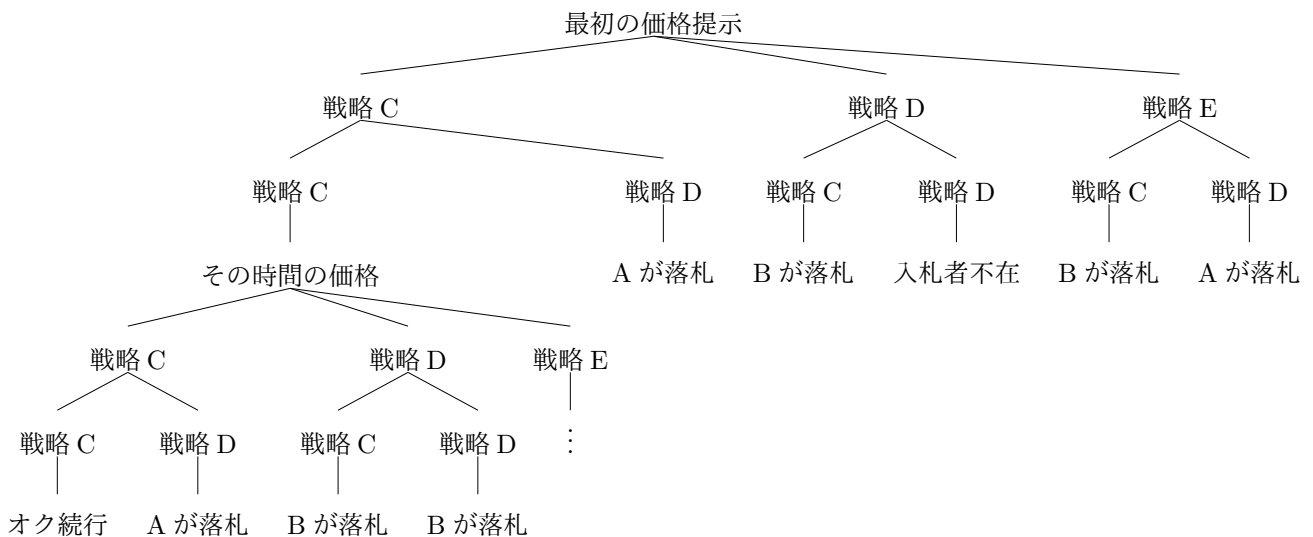 最初の価格提示
戦略 C 戦略 D 戦略 E
戦略 C 戦略 D 戦略 C 戦略 D 戦略 C 戦略 D
その時間の価格 A が落札 B が落札 入札者不在 B が落札 A が落札
戦略 C 戦略 D 戦略 E
戦略 C 戦略 D 戦略 C 戦略 D ⋮
オク続行 A が落札 B が落札 B が落札